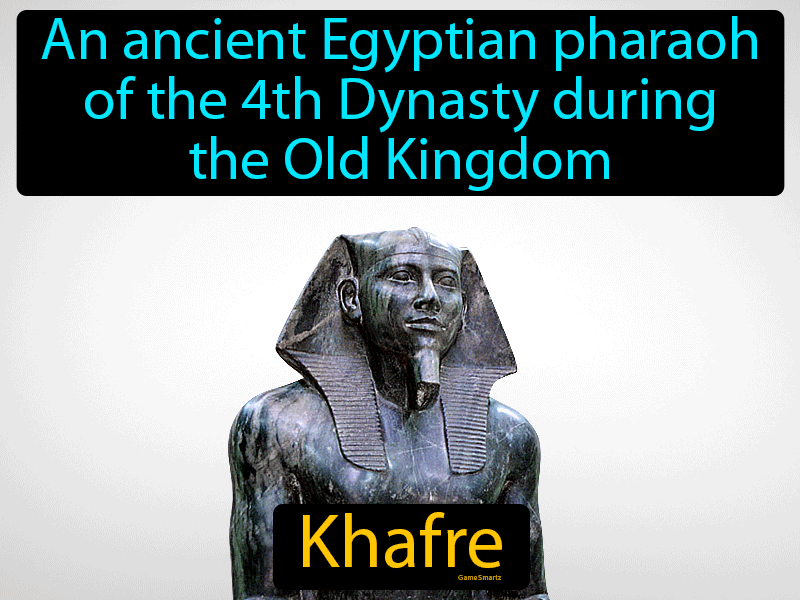 An ancient Egyptian pharaoh
of the 4th Dynasty during
the Old Kingdom
Khafre
GameSmartz